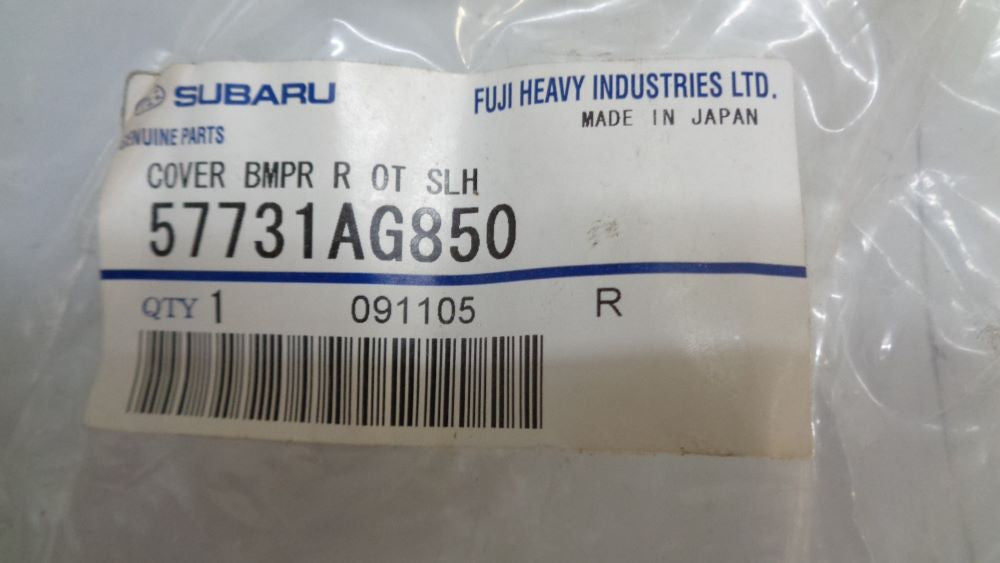 SUBARU
FUJI HEAVY INDUSTRIES LTD.
GENUINE PARTS
MADE IN JAPAN
COVER BMPR R OT SLH
57731AG850
QTY 1 091105 R